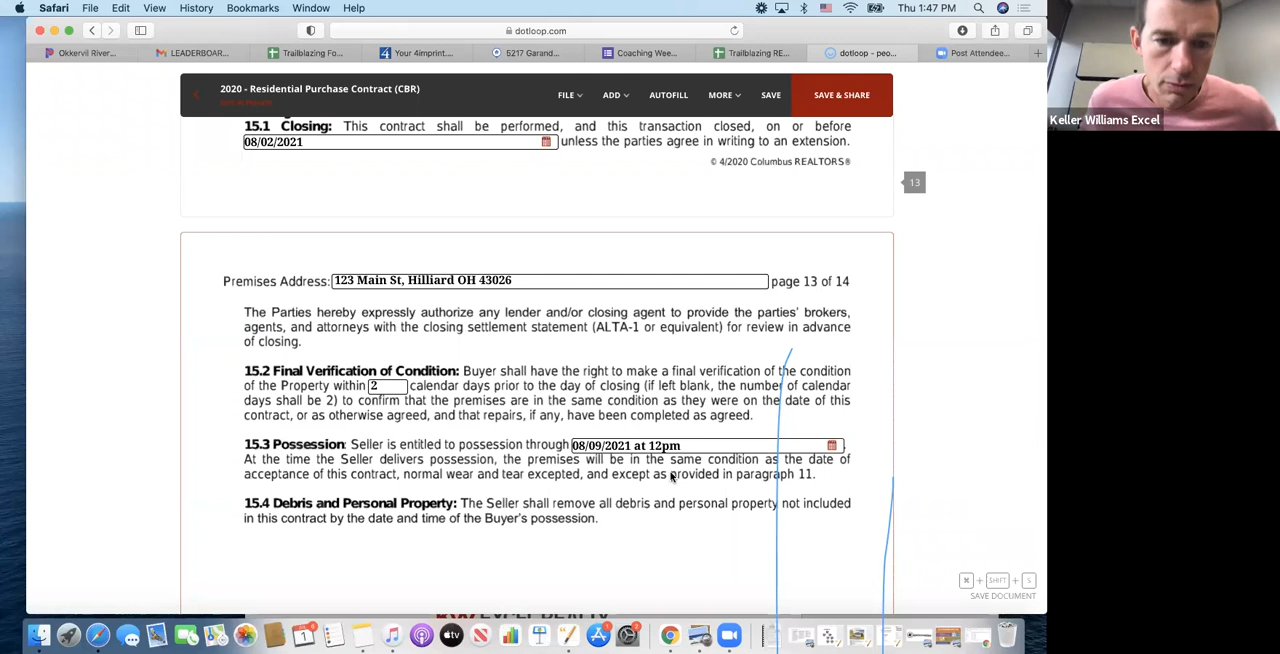 Safari File Edit View History Bookmarks Window Help Thu 1:47 PM
dotloop.com
Okkervil River... LEADERBOAR... Trailblazing Fo... Your 4imprint.... 5217 Garand... Coaching Wee... Trailblazing RE... dotloop - peo... Post Attendee...
2020 - Residential Purchase Contract (CBR)
FILE ADD AUTOFILL MORE SAVE SAVE & SHARE
Keller Williams Excel
15.1 Closing: This contract shall be performed, and this transaction closed, on or before
08/02/2021 unless the parties agree in writing to an extension.
© 4/2020 Columbus REALTORS®
13
Premises Address: 123 Main St, Hilliard OH 43026 page 13 of 14
The Parties hereby expressly authorize any lender and/or closing agent to provide the parties' brokers,
agents, and attorneys with the closing settlement statement (ALTA-1 or equivalent) for review in advance
of closing.
15.2 Final Verification of Condition: Buyer shall have the right to make a final verification of the condition
of the Property within 2 calendar days prior to the day of closing (if left blank, the number of calendar
days shall be 2) to confirm that the premises are in the same condition as they were on the date of this
contract, or as otherwise agreed, and that repairs, if any, have been completed as agreed.
15.3 Possession: Seller is entitled to possession through 08/09/2021 at 12pm.
At the time the Seller delivers possession, the premises will be in the same condition as the date of
acceptance of this contract, normal wear and tear excepted, and except as provided in paragraph 11.
15.4 Debris and Personal Property: The Seller shall remove all debris and personal property not included
in this contract by the date and time of the Buyer's possession.
⌘ + SHIFT + S
SAVE DOCUMENT